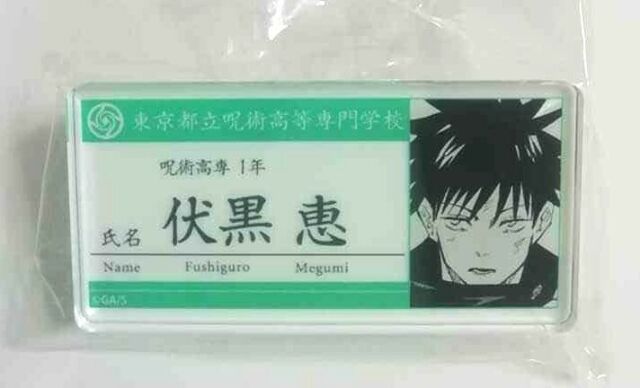 東京都立呪術高等専門学校
呪術高専 1年
氏名 伏黒 恵
Name Fushiguro Megumi
©GA/S